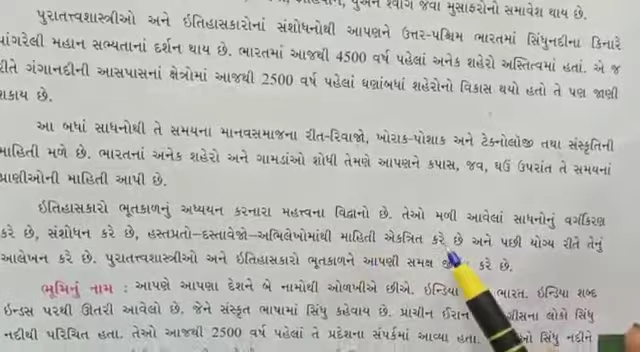 યુઅન શ્વાંગ જેવા મુસાફરોનો સમાવેશ થાય છે.
પુરાતત્ત્વશાસ્ત્રીઓ અને ઇતિહાસકારોનાં સંશોધનોથી આપણને ઉત્તર-પશ્ચિમ ભારતમાં સિંધુનદીના કિનારે
પાંગરેલી મહાન સભ્યતાનાં દર્શન થાય છે. ભારતમાં આજથી 4500 વર્ષ પહેલાં અનેક શહેરો અસ્તિત્વમાં હતાં. એ જ
રીતે ગંગાનદીની આસપાસનાં ક્ષેત્રોમાં આજથી 2500 વર્ષ પહેલાં ઘણાંબધાં શહેરોનો વિકાસ થયો હતો તે પણ જાણી
શકાય છે.
આ બધાં સાધનોથી તે સમયના માનવસમાજના રીત-રિવાજો, ખોરાક-પોશાક અને ટેક્નોલૉજી તથા સંસ્કૃતિની
માહિતી મળે છે. ભારતનાં અનેક શહેરો અને ગામડાંઓ શોધી તેમણે આપણને કપાસ, જવ, ઘઉં ઉપરાંત તે સમયનાં
પ્રાણીઓની માહિતી આપી છે.
ઇતિહાસકારો ભૂતકાળનું અધ્યયન કરનારા મહત્ત્વના વિદ્વાનો છે. તેઓ મળી આવેલાં સાધનોનું વર્ગીકરણ
કરે છે, સંશોધન કરે છે, હસ્તપ્રતો-દસ્તાવેજો-અભિલેખોમાંથી માહિતી એકત્રિત કરે છે અને પછી યોગ્ય રીતે તેનું
આલેખન કરે છે. પુરાતત્ત્વશાસ્ત્રીઓ અને ઇતિહાસકારો ભૂતકાળને આપણી સમક્ષ કરે છે.
ભૂમિનું નામ : આપણે આપણા દેશને બે નામોથી ઓળખીએ છીએ. ઇન્ડિયા ભારત. ઇન્ડિયા શબ્દ
ઇન્ડસ પરથી ઊતરી આવેલો છે. જેને સંસ્કૃત ભાષામાં સિંધુ કહેવાય છે. પ્રાચીન ઈરાન લોકો સિંધુ
નદીથી પરિચિત હતા. તેઓ આજથી 2500 વર્ષ પહેલાં તે પ્રદેશના સંપર્કમાં આવ્યા હતા. સિંધુ નદીને